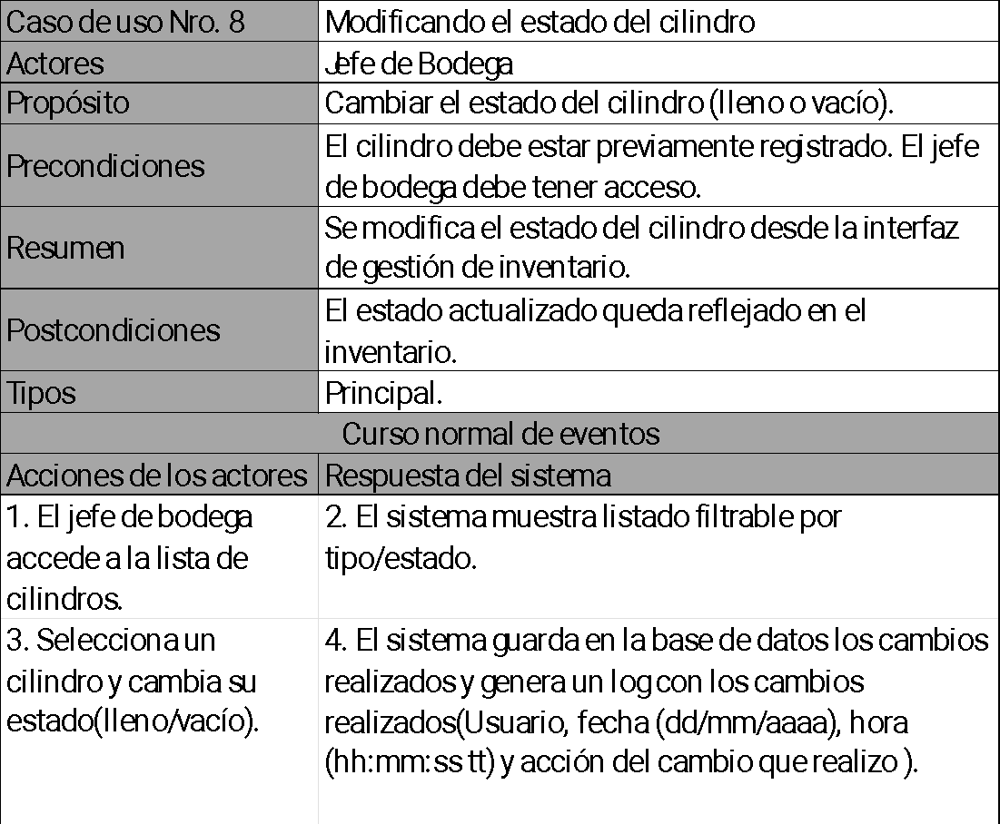 Caso de uso Nro. 8
Modificando el estado del cilindro
Actores
Jefe de Bodega
Propósito
Cambiar el estado del cilindro (lleno o vacío).
Precondiciones
El cilindro debe estar previamente registrado. El jefe
de bodega debe tener acceso.
Resumen
Se modifica el estado del cilindro desde la interfaz
de gestión de inventario.
Postcondiciones
El estado actualizado queda reflejado en el
inventario.
Tipos
Principal.
Curso normal de eventos
Acciones de los actores
Respuesta del sistema
1. El jefe de bodega
accede a la lista de
cilindros.
2. El sistema muestra listado filtrable por
tipo/estado.
3. Selecciona un
cilindro y cambia su
estado(lleno/vacío).
4. El sistema guarda en la base de datos los cambios
realizados y genera un log con los cambios
realizados(Usuario, fecha (dd/mm/aaaa), hora
(hh:mm:ss tt) y acción del cambio que realizo ).